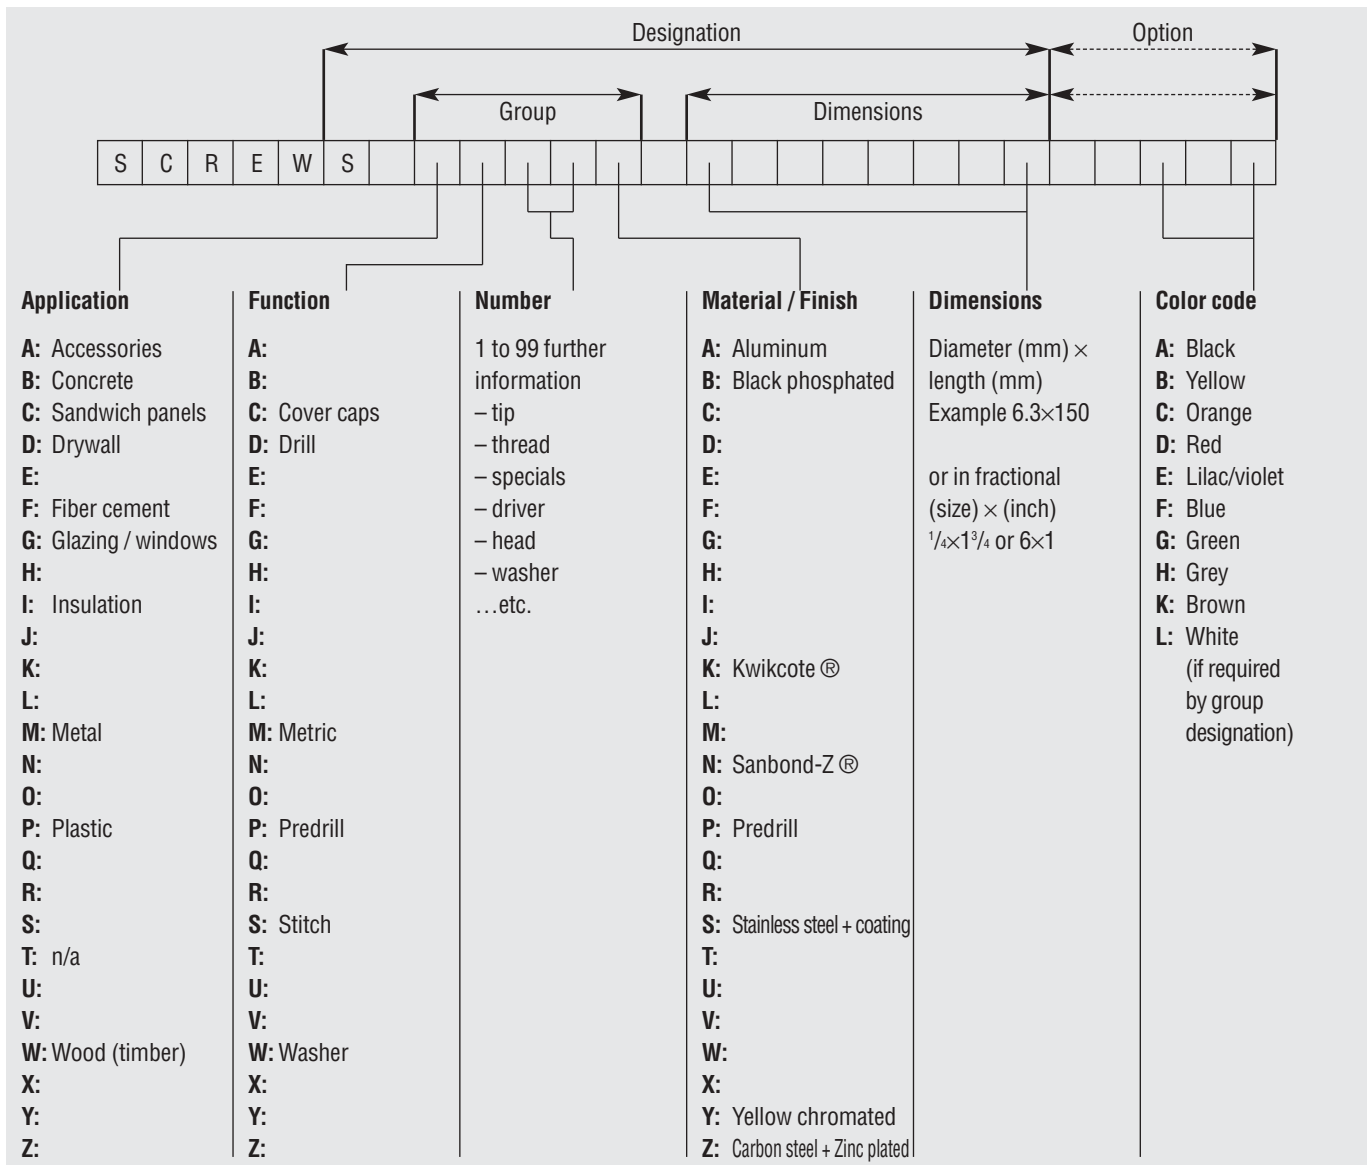 Designation Option
Group Dimensions
S C R E W S
Application
A: Accessories
B: Concrete
C: Sandwich panels
D: Drywall
E:
F: Fiber cement
G: Glazing / windows
H:
I: Insulation
J:
K:
L:
M: Metal
N:
O:
P: Plastic
Q:
R:
S:
T: n/a
U:
V:
W: Wood (timber)
X:
Y:
Z:
Function
A:
B:
C: Cover caps
D: Drill
E:
F:
G:
H:
I:
J:
K:
L:
M: Metric
N:
O:
P: Predrill
Q:
R:
S: Stitch
T:
U:
V:
W: Washer
X:
Y:
Z:
Number
1 to 99 further
information
– tip
– thread
– specials
– driver
– head
– washer
…etc.
Material / Finish
A: Aluminum
B: Black phosphated
C:
D:
E:
F:
G:
H:
I:
J:
K: Kwikcote ®
L:
M:
N: Sanbond-Z ®
O:
P: Predrill
Q:
R:
S: Stainless steel + coating
T:
U:
V:
W:
X:
Y: Yellow chromated
Z: Carbon steel + Zinc plated
Dimensions
Diameter (mm) ×
length (mm)
Example 6.3×150
or in fractional
(size) × (inch)
1/4×1 3/4 or 6×1
Color code
A: Black
B: Yellow
C: Orange
D: Red
E: Lilac/violet
F: Blue
G: Green
H: Grey
K: Brown
L: White
(if required
by group
designation)